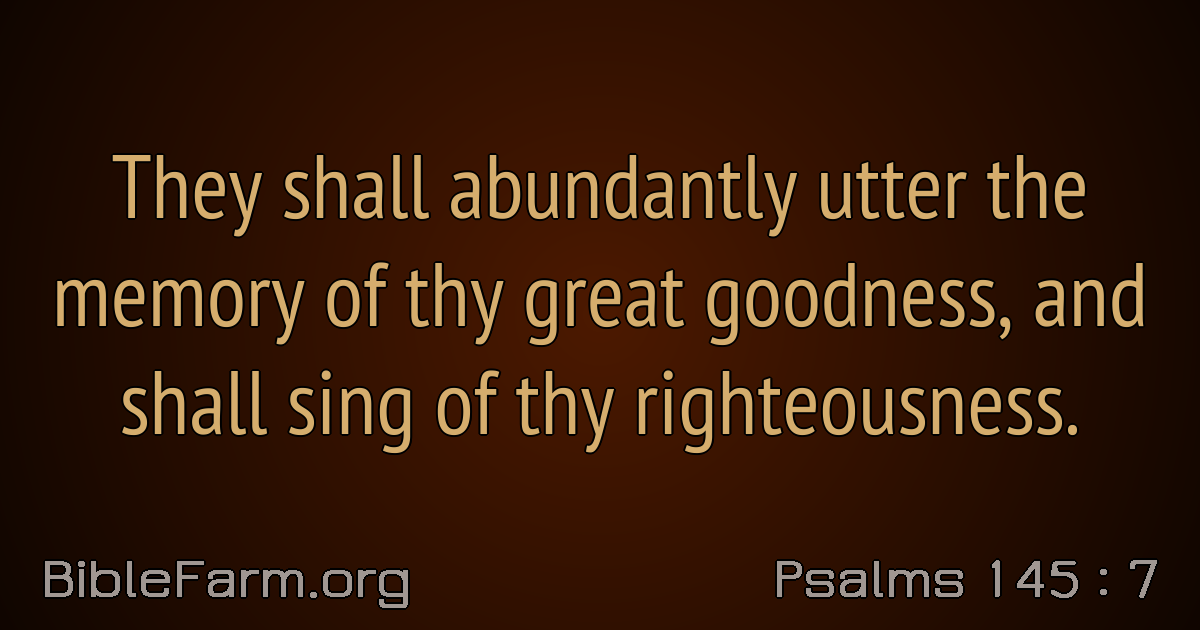 They shall abundantly utter the
memory of thy great goodness, and
shall sing of thy righteousness.
BibleFarm.org
Psalms 145 : 7